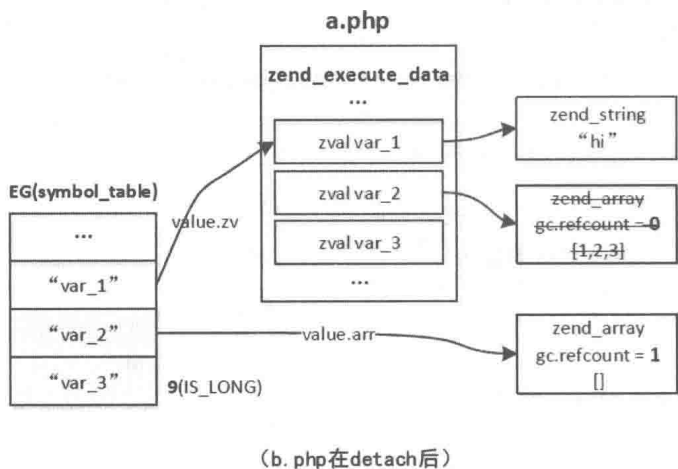 a.php
zend_execute_data
...
zval var_1
zval var_2
zval var_3
...
zend_string
“hi”
zend_array
gc.refcount = 0
[1,2,3]
EG(symbol_table)
...
“var_1”
“var_2”
“var_3”
value.zv
value.arr
9(IS_LONG)
zend_array
gc.refcount = 1
[]
（b.php在detach后）